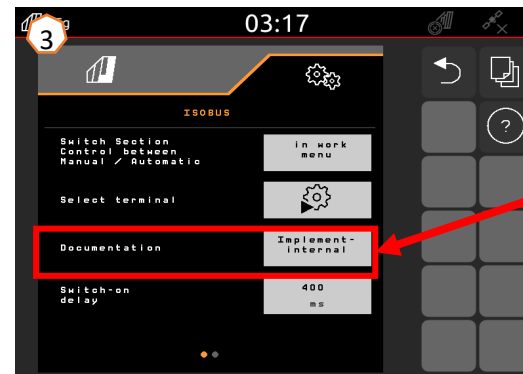 03:17
3
ISOBUS
Switch Section
Control between
Manual / Automatic
in work
menu
Select terminal
Documentation
Implement-
internal
Switch-on
delay
400
ms
?